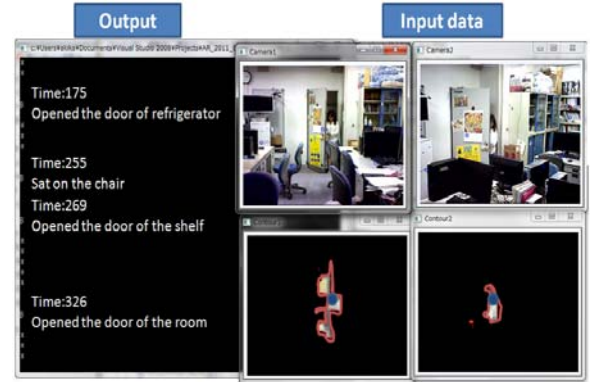 Output
Input data
Camera1
Camera2
Time:175
Opened the door of refrigerator
Time:255
Sat on the chair
Time:269
Opened the door of the shelf
Contour2
Time:326
Opened the door of the room